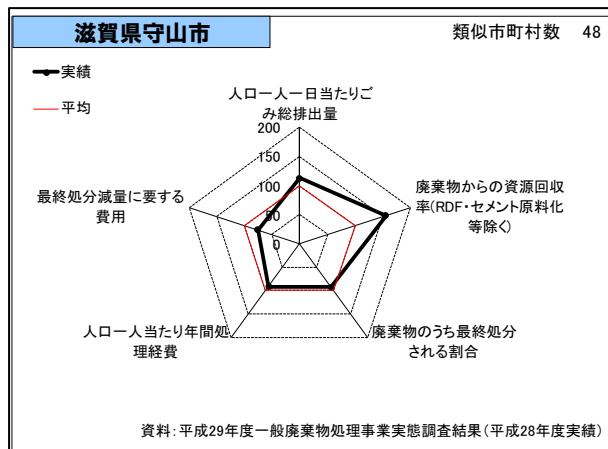 滋賀県守山市
類似市町村数 48
実績
平均
人口一人一日当たりご
み総排出量
200
150
100
50
0
廃棄物からの資源回収
率(RDF・セメント原料化
等除く)
廃棄物のうち最終処分
される割合
人口一人当たり年間処
理経費
最終処分減量に要する
費用
資料:平成29年度一般廃棄物処理事業実態調査結果(平成28年度実績)